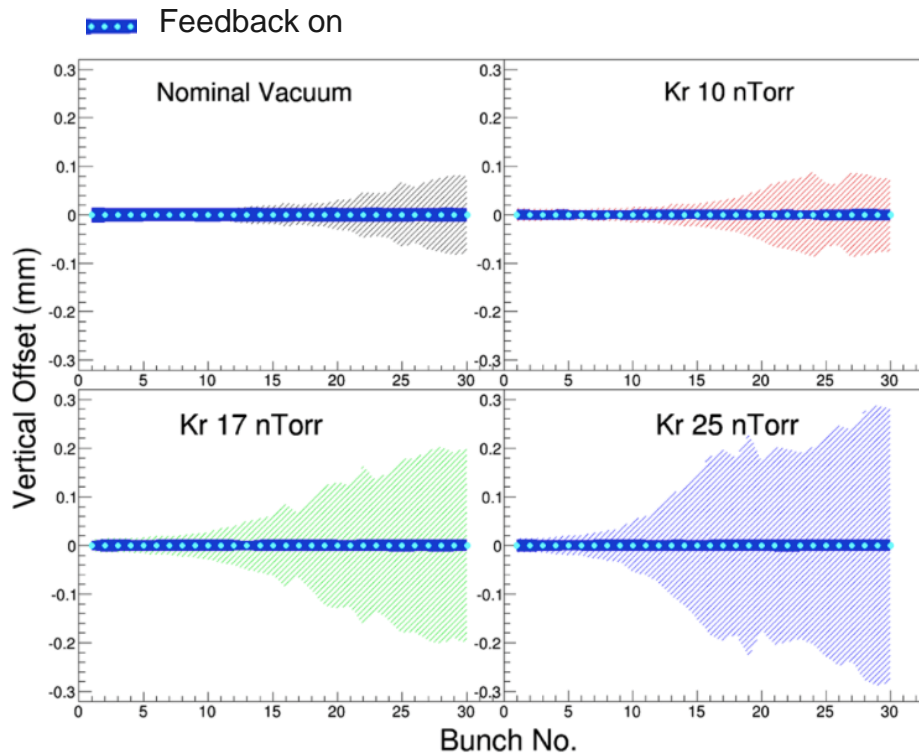 Feedback on
Nominal Vacuum
Kr 10 nTorr
0.3
0.2
0.1
0
-0.1
-0.2
-0.3
0 5 10 15 20 25 30
0.3
0.2
0.1
0
-0.1
-0.2
-0.3
0 5 10 15 20 25 30
Kr 17 nTorr
Kr 25 nTorr
0.3
0.2
0.1
0
-0.1
-0.2
-0.3
0 5 10 15 20 25 30
0.3
0.2
0.1
0
-0.1
-0.2
-0.3
0 5 10 15 20 25 30
Vertical Offset (mm)
Bunch No.